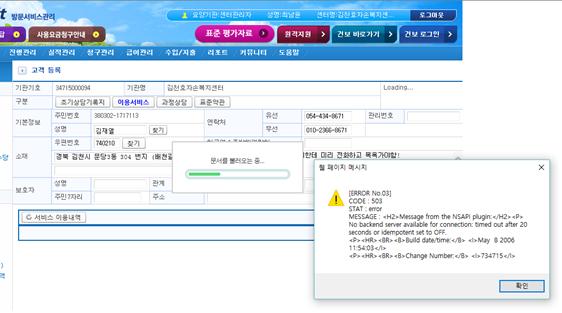 방문서비스관리
요양기관:센터관리자 성명:최남윤 센터명:김천효자손복지센… 로그아웃
사용요금청구안내 표준 평가자료 원격지원 건보 바로가기 건보 로그인
실적관리 청구관리 급여관리 수입/지출 리포트 커뮤니티 도움말
고객 등록
기관기호 34715000094 기관명 김천효자손복지센터 Loading...
구분 초기상담기록지 이용서비스 과정상담 표준약관
기본정보 주민번호 380302-1717113 연락처 유선 054-434-8671 관리번호
성명 김재열 찾기 무선 010-2366-8671
소재 우편번호 740210 찾기
경북 김천시 문당3동 304 번지 미리 전화하고 목욕가야함!
문서를 불러오는 중...
보호자 성명 관계
주민7자리 주소
서비스 이용내역
웹 페이지 메시지
[ERROR No.03]
CODE : 503
STAT : error
MESSAGE : <H2>Message from the NSAPI plugin:</H2><P>
No backend server available for connection: timed out after 20
seconds or idempotent set to OFF.
<P><HR><BR><B>Build date/time:</B> <I>May 8 2006
11:54:03</I>
<P><HR><BR><B>Change Number:</B> <I>734715</I>
확인